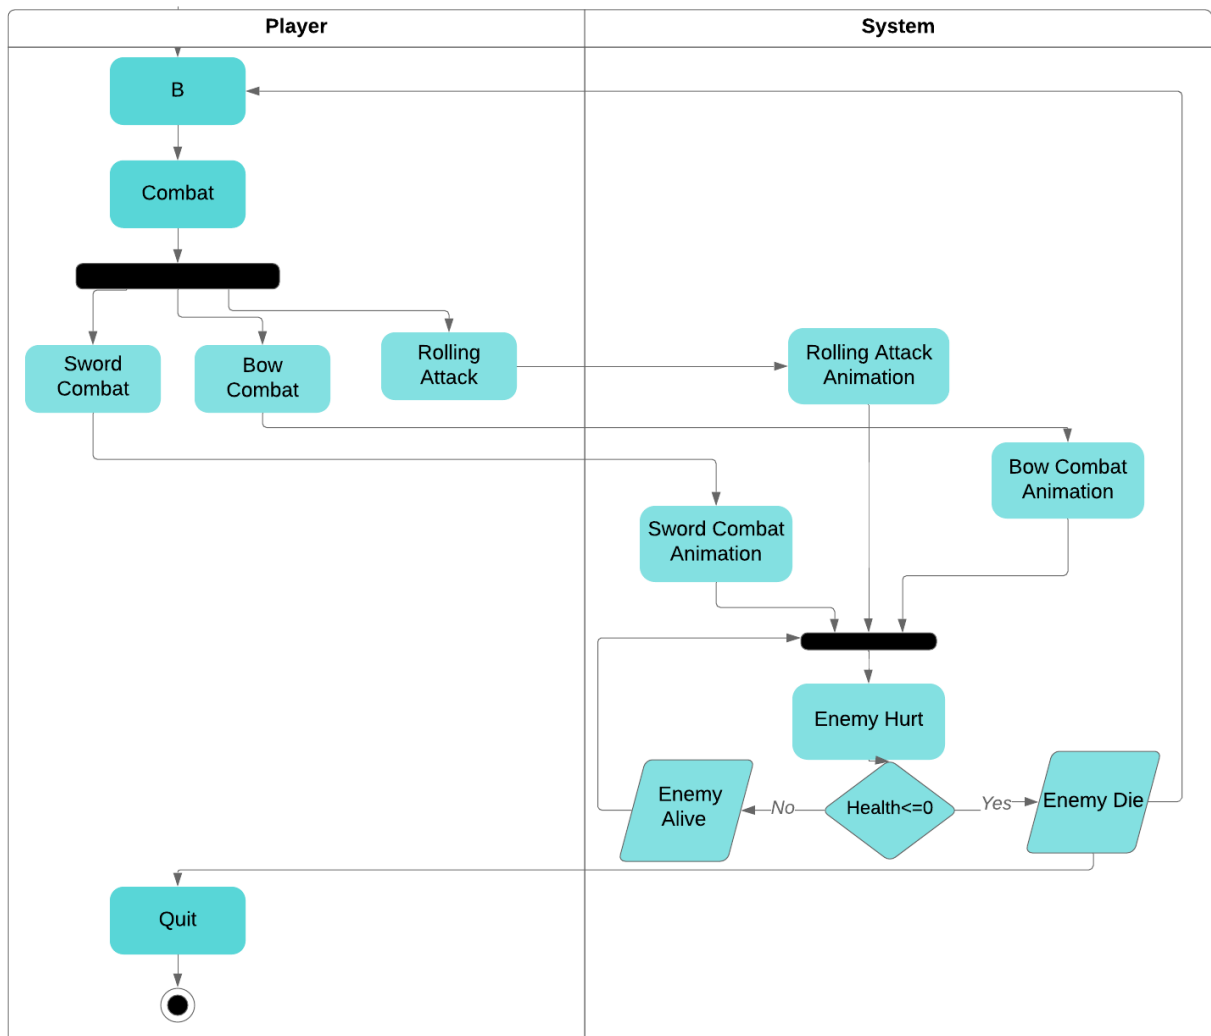 Player
System
B
Combat
Sword
Combat
Bow
Combat
Rolling
Attack
Rolling Attack
Animation
Bow Combat
Animation
Sword Combat
Animation
Enemy Hurt
Enemy
Alive
No
Health<=0
Yes
Enemy Die
Quit